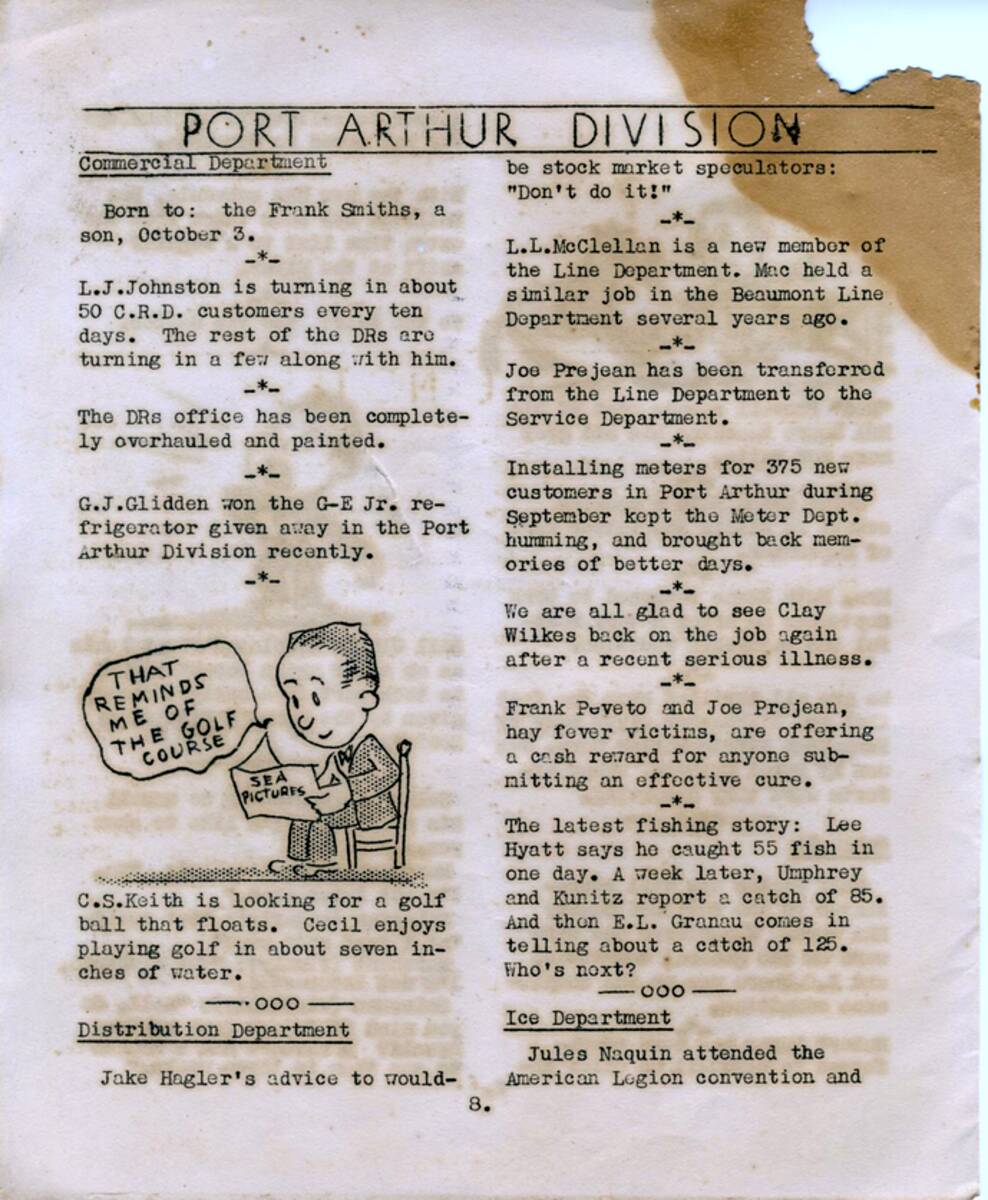 PORT ARTHUR DIVISION
Commercial Department
Born to: the Frank Smiths, a
son, October 3.
-*-
L.J.Johnston is turning in about
50 C.R.D. customers every ten
days. The rest of the DRs are
turning in a few along with him.
-*-
The DRs office has been complete-
ly overhauled and painted.
-*-
G.J.Glidden won the G-E Jr. re-
frigerator given away in the Port
Arthur Division recently.
-*-
THAT
REMINDS
ME OF
THE GOLF
COURSE
SEA
PICTURES
C.S.Keith is looking for a golf
ball that floats. Cecil enjoys
playing golf in about seven in-
ches of water.
----ooo----
Distribution Department
Jake Hagler's advice to would-
be stock market speculators:
"Don't do it!"
-*-
L.L.McClellan is a new member of
the Line Department. Mac held a
similar job in the Beaumont Line
Department several years ago.
-*-
Joe Prejean has been transferred
from the Line Department to the
Service Department.
-*-
Installing meters for 375 new
customers in Port Arthur during
September kept the Meter Dept.
humming, and brought back mem-
ories of better days.
-*-
We are all glad to see Clay
Wilkes back on the job again
after a recent serious illness.
-*-
Frank Poveto and Joe Prejean,
hay fever victims, are offering
a cash reward for anyone sub-
mitting an effective cure.
-*-
The latest fishing story: Lee
Hyatt says he caught 55 fish in
one day. A week later, Umphrey
and Kunitz report a catch of 85.
And then E.L. Granau comes in
telling about a catch of 125.
Who's next?
----ooo----
Ice Department
Jules Naquin attended the
American Legion convention and
8.